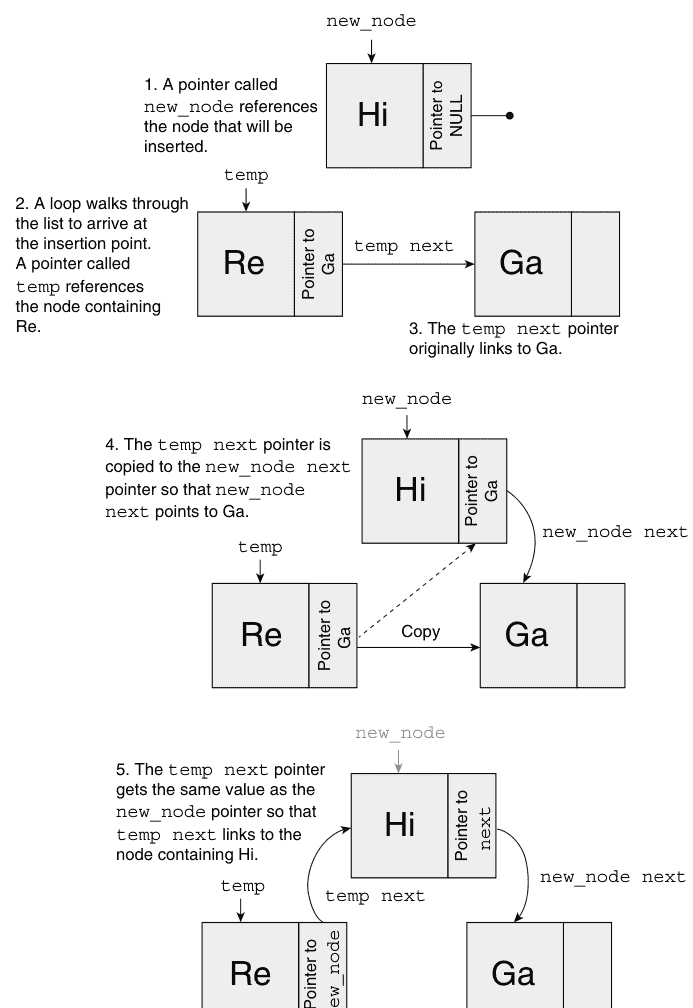 new_node
1. A pointer called
new_node references
the node that will be
inserted.
Hi
Pointer to
NULL
temp
2. A loop walks through
the list to arrive at
the insertion point.
A pointer called
temp references
the node containing
Re.
Re
Pointer to
Ga
temp next
Ga
3. The temp next pointer
originally links to Ga.
new_node
4. The temp next pointer is
copied to the new_node next
pointer so that new_node
next points to Ga.
Hi
Pointer to
Ga
new_node next
temp
Re
Pointer to
Ga
Copy
Ga
new_node
5. The temp next pointer
gets the same value as the
new_node pointer so that
temp next links to the
node containing Hi.
Hi
Pointer to
next
new_node next
temp next
temp
Re
Pointer to
new_node
Ga